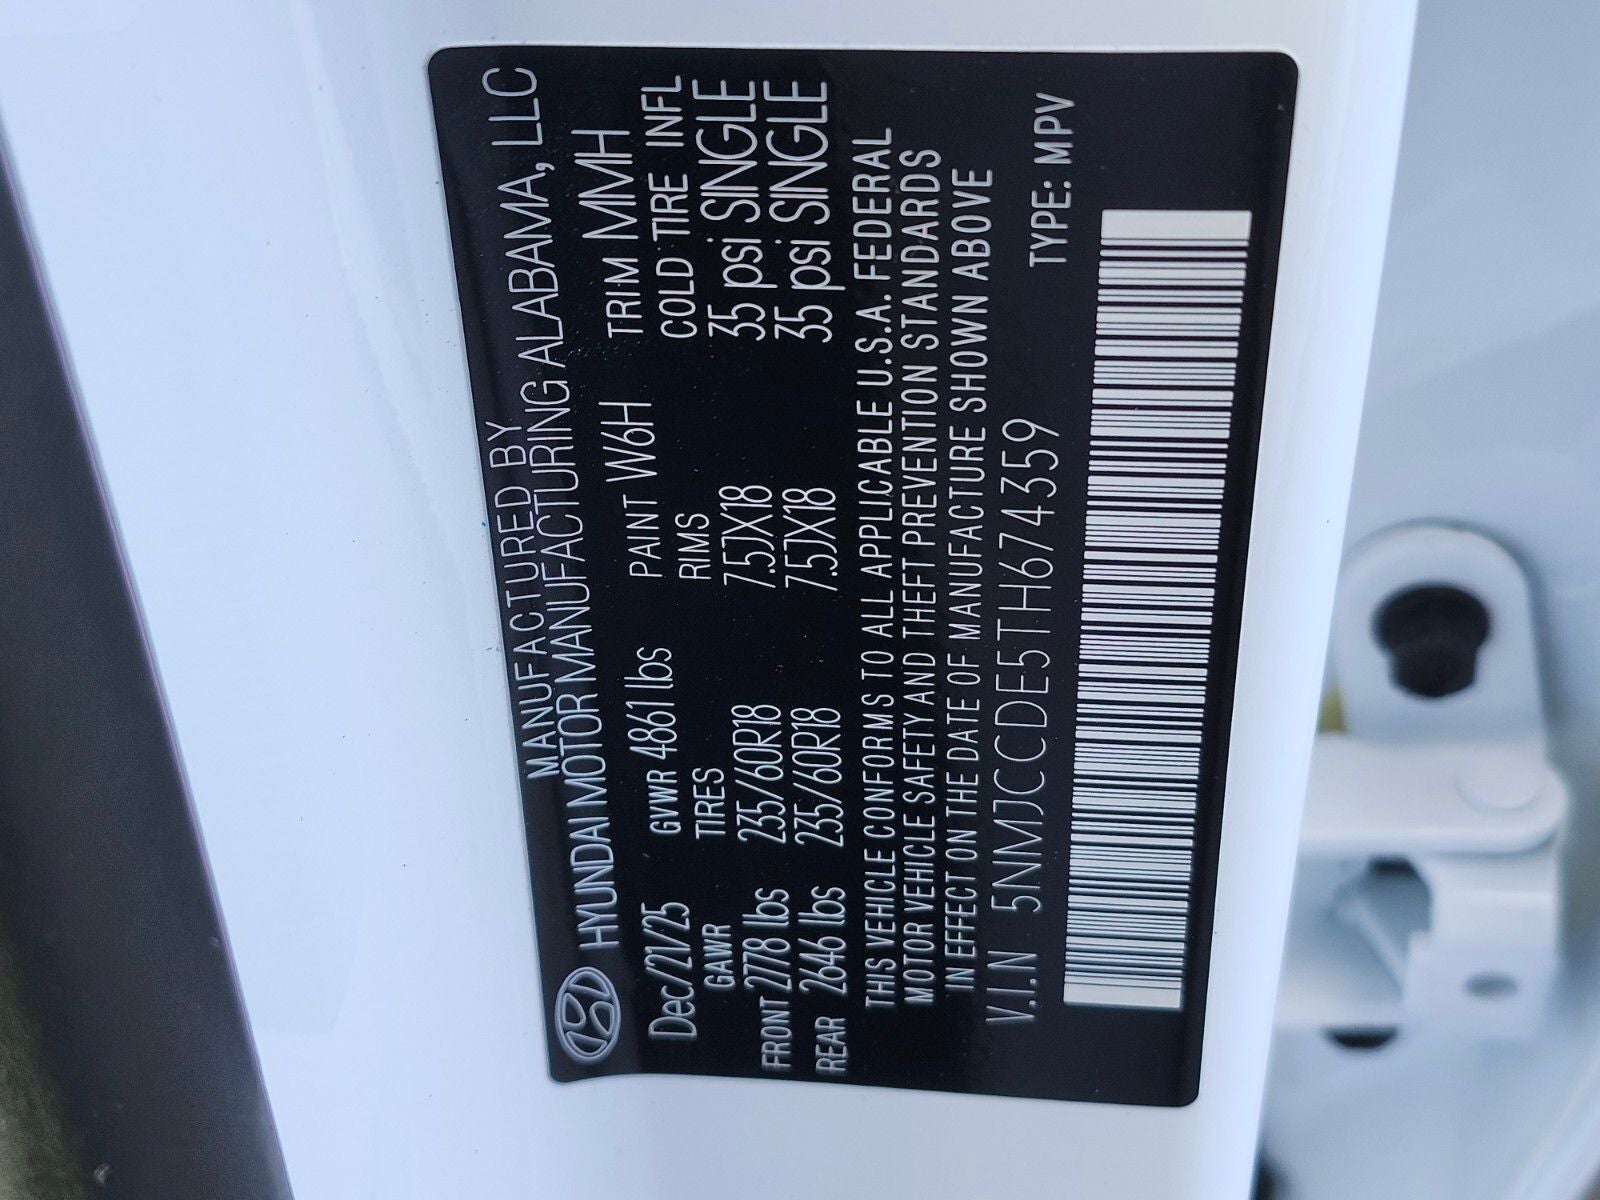 MANUFACTURED BY
HYUNDAI MOTOR MANUFACTURING ALABAMA, LLC
Dec/21/25 GVWR 4861 lbs PAINT W6H TRIM MMH
GAWR TIRES RIMS COLD TIRE INFL
FRONT 2778 lbs 235/60R18 7.5JX18 35 psi SINGLE
REAR 2646 lbs 235/60R18 7.5JX18 35 psi SINGLE
THIS VEHICLE CONFORMS TO ALL APPLICABLE U.S.A. FEDERAL
MOTOR VEHICLE SAFETY AND THEFT PREVENTION STANDARDS
IN EFFECT ON THE DATE OF MANUFACTURE SHOWN ABOVE
V.I.N 5NMJCCDE5TH674359 TYPE: MPV